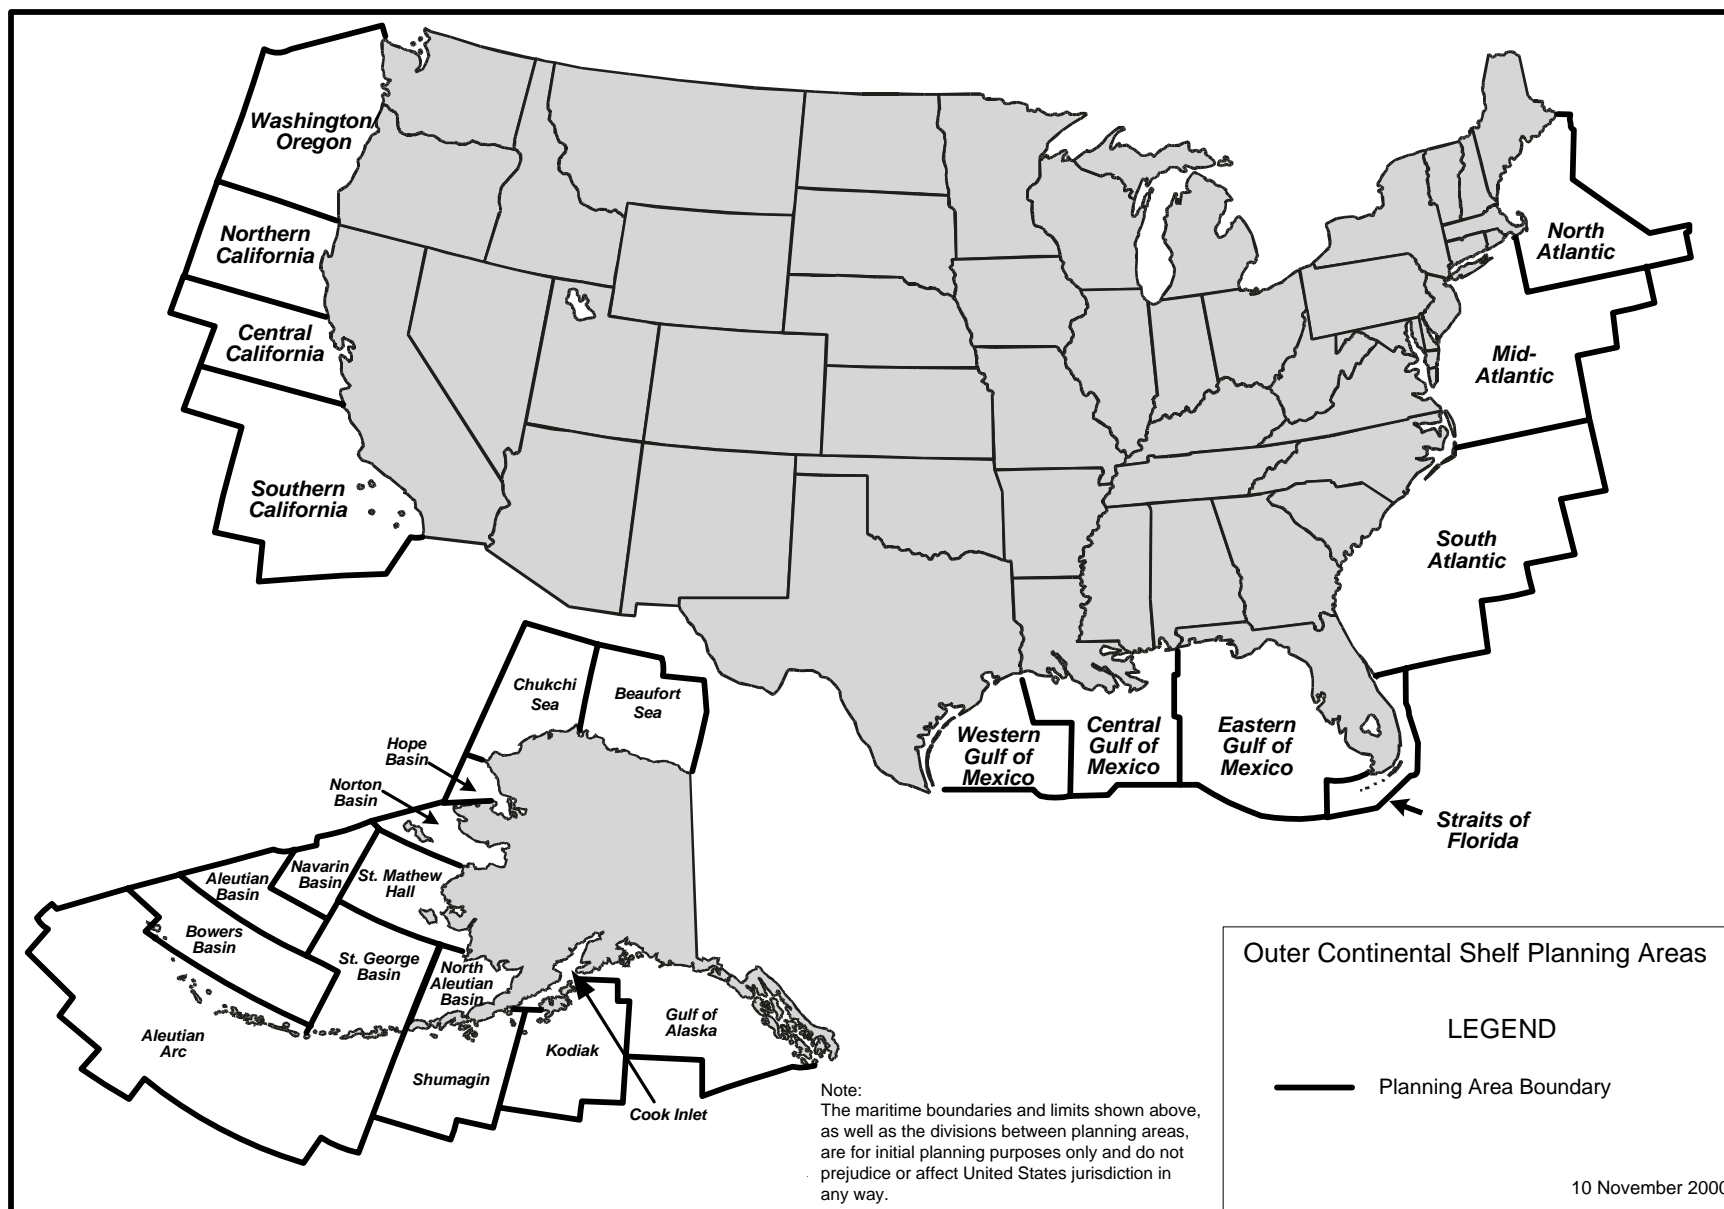 Washington/
Oregon
Northern
California
Central
California
Southern
California
North
Atlantic
Mid-
Atlantic
South
Atlantic
Western
Gulf of
Mexico
Central
Gulf of
Mexico
Eastern
Gulf of
Mexico
Straits of
Florida
Chukchi
Sea
Beaufort
Sea
Hope
Basin
Norton
Basin
Navarin
Basin
Aleutian
Basin
St. Mathew
Hall
Bowers
Basin
St. George
Basin
North
Aleutian
Basin
Aleutian
Arc
Shumagin
Kodiak
Gulf of
Alaska
Cook Inlet
Note:
The maritime boundaries and limits shown above,
as well as the divisions between planning areas,
are for initial planning purposes only and do not
prejudice or affect United States jurisdiction in
any way.
Outer Continental Shelf Planning Areas
LEGEND
Planning Area Boundary
10 November 2000